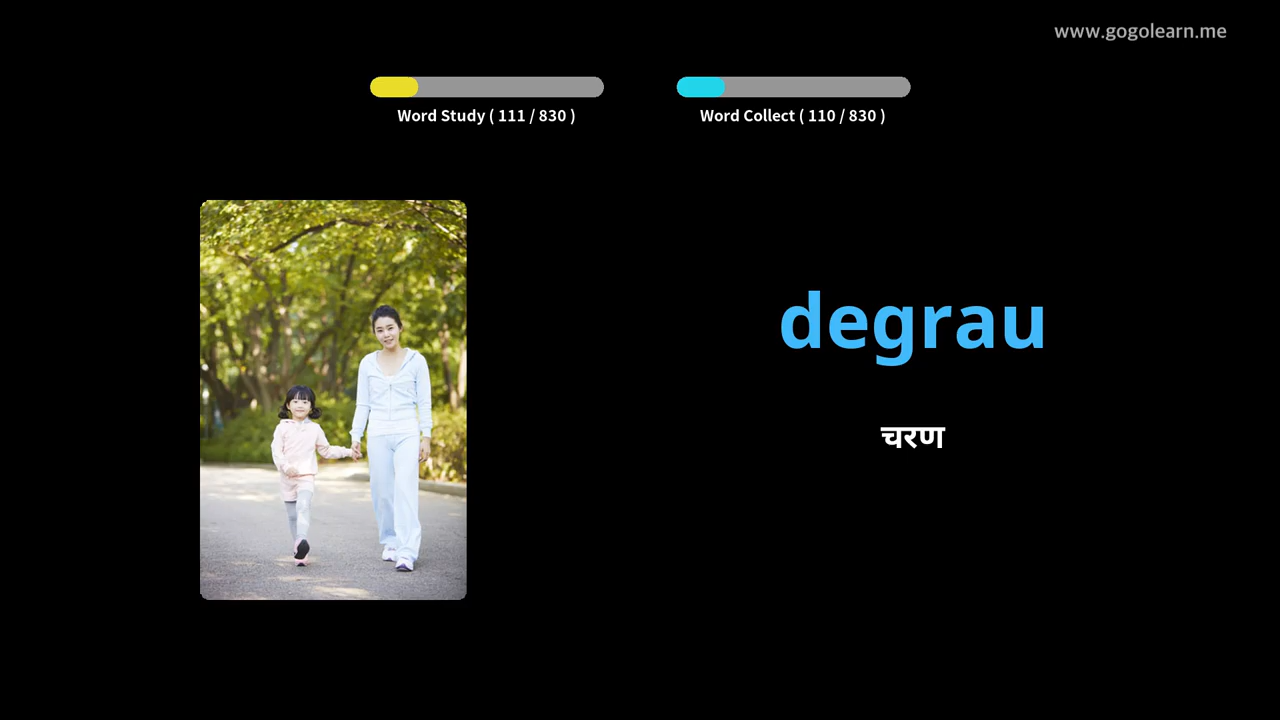 www.gogolearn.me
Word Study ( 111 / 830 )
Word Collect ( 110 / 830 )
degrau
चरण